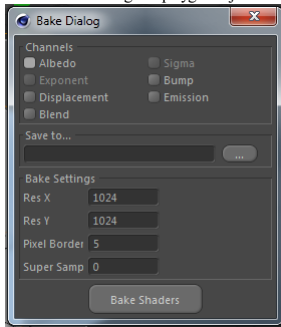 Bake Dialog
Channels
Albedo Sigma
Exponent Bump
Displacement Emission
Blend
Save to...
...
Bake Settings
Res X 1024
Res Y 1024
Pixel Border 5
Super Samp 0
Bake Shaders